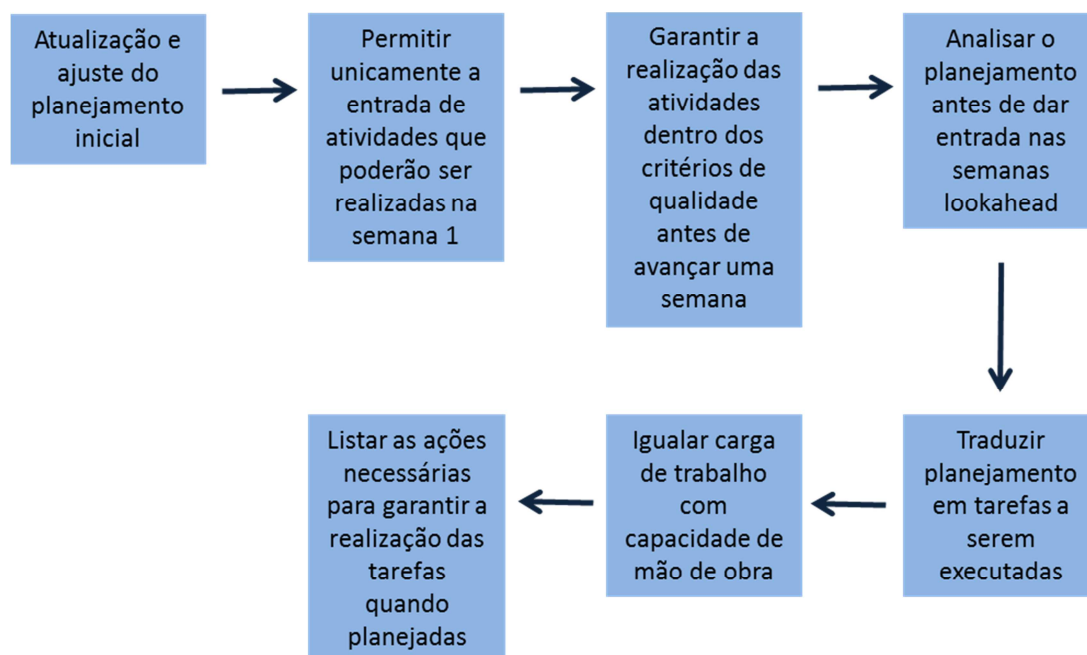 Atualização e
ajuste do
planejamento
inicial
Permitir
unicamente a
entrada de
atividades que
poderão ser
realizadas na
semana 1
Garantir a
realização das
atividades
dentro dos
critérios de
qualidade
antes de
avançar uma
semana
Analisar o
planejamento
antes de dar
entrada nas
semanas
lookahead
Traduzir
planejamento
em tarefas a
serem
executadas
Igualar carga
de trabalho
com
capacidade de
mão de obra
Listar as ações
necessárias
para garantir a
realização das
tarefas
quando
planejadas